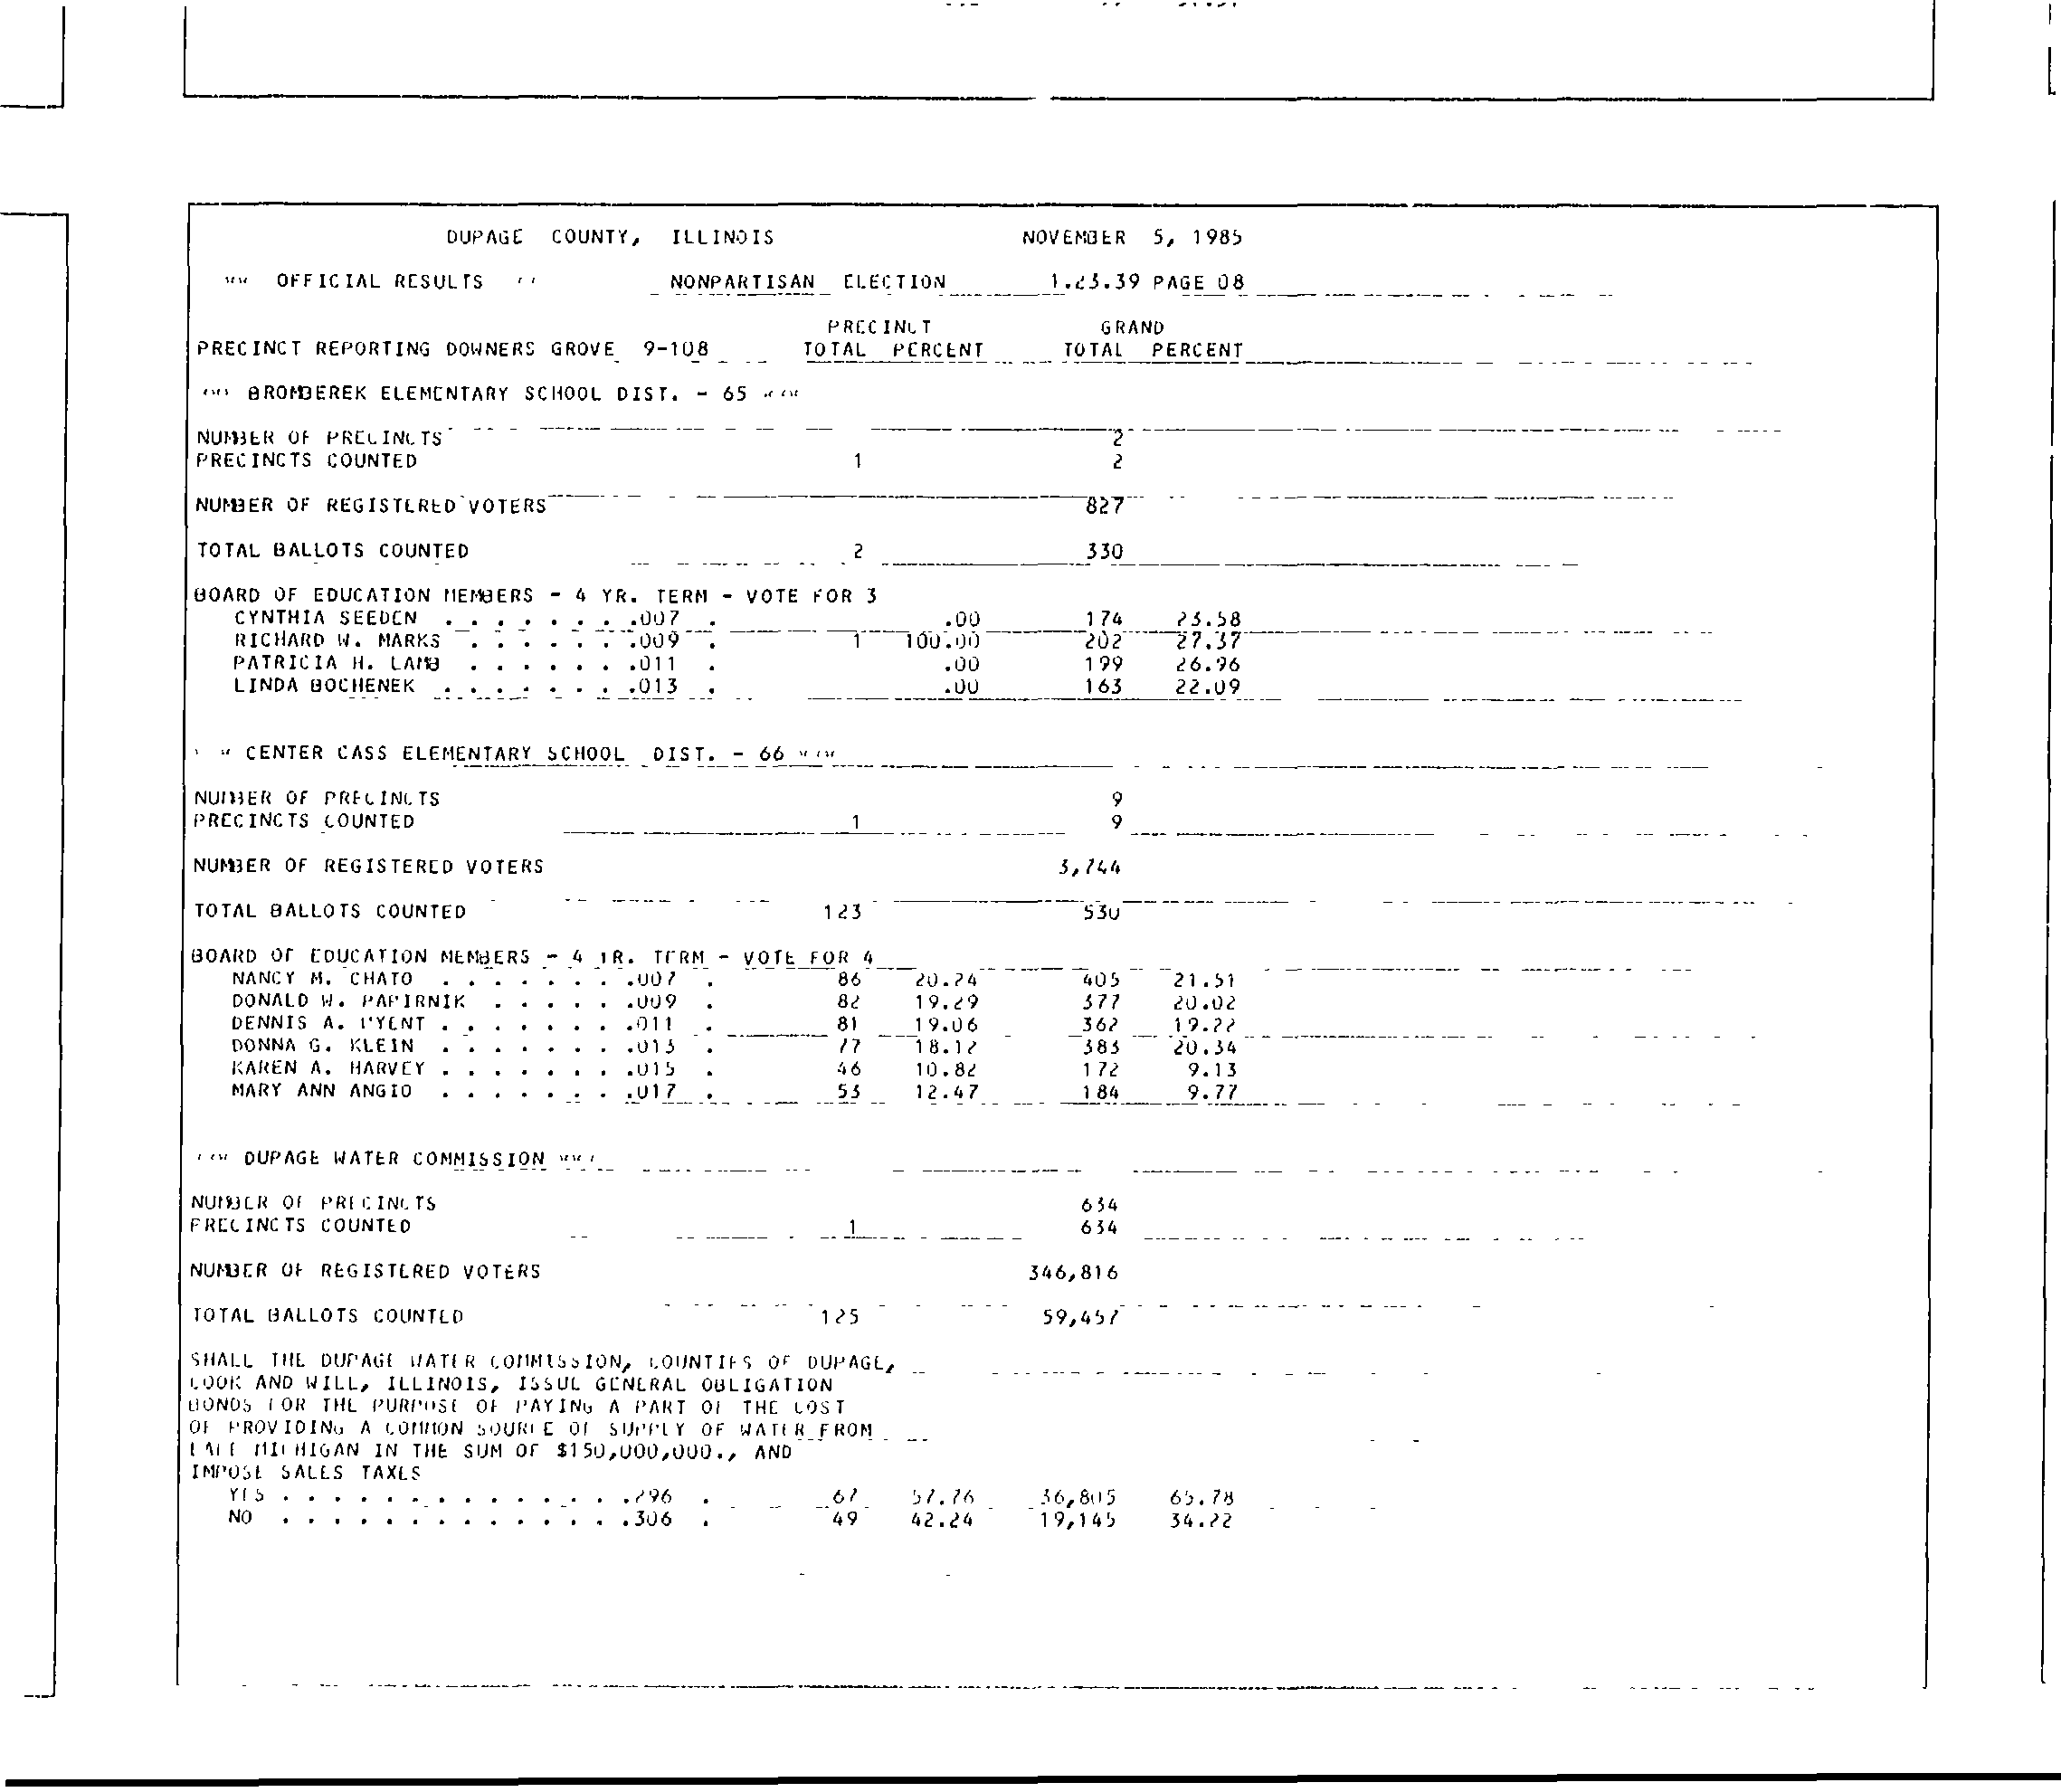 DUPAGE COUNTY, ILLINOIS NOVEMBER 5, 1985
OFFICIAL RESULTS NONPARTISAN ELECTION 1.23.39 PAGE 08
PRECINCT GRAND
PRECINCT REPORTING DOWNERS GROVE 9-108 TOTAL PERCENT TOTAL PERCENT
BROMBEREK ELEMENTARY SCHOOL DIST. - 65
NUMBER OF PRECINCTS 2
PRECINCTS COUNTED 1 2
NUMBER OF REGISTERED VOTERS 827
TOTAL BALLOTS COUNTED 2 330
BOARD OF EDUCATION MEMBERS - 4 YR. TERM - VOTE FOR 3
CYNTHIA SEEDEN . . . . . . . .007 . .00 174 23.58
RICHARD W. MARKS . . . . . . .009 . 1 100.00 202 27.37
PATRICIA H. LAMB . . . . . . .011 . .00 199 26.96
LINDA BOCHENEK . . . . . . . .013 . .00 163 22.09
CENTER CASS ELEMENTARY SCHOOL DIST. - 66
NUMBER OF PRECINCTS 9
PRECINCTS COUNTED 1 9
NUMBER OF REGISTERED VOTERS
TOTAL BALLOTS COUNTED 123 530
BOARD OF EDUCATION MEMBERS - 4 YR. TERM - VOTE FOR 4
NANCY M. CHATO . . . . . . . .007 . 86 20.24 405 21.51
DONALD W. PAPIRNIK . . . . . .009 . 82 19.29 377 20.02
DENNIS A. . . . . . . . .011 . 81 19.06 362 19.22
DONNA G. KLEIN . . . . . . . .013 . 77 18.12 383 20.34
KAREN A. HARVEY . . . . . . . .015 . 46 10.82 172 9.13
MARY ANN ANGIO . . . . . . . .017 . 53 12.47 184 9.77
DUPAGE WATER COMMISSION
NUMBER OF PRECINCTS 634
PRECINCTS COUNTED 1 634
NUMBER OF REGISTERED VOTERS 346,816
TOTAL BALLOTS COUNTED 125 59,457
SHALL THE DUPAGE WATER COMMISSION, COUNTIES OF DUPAGE,
COOK AND WILL, ILLINOIS, ISSUE GENERAL OBLIGATION
BONDS FOR THE PURPOSE OF PAYING A PART OF THE COST
OF PROVIDING A COMMON SOURCE OF SUPPLY OF WATER FROM
LAKE MICHIGAN IN THE SUM OF $150,000,000., AND
IMPOSE SALES TAXES
YES . . . . . . . . . . . . . .296 . 67 57.76 36,805 65.78
NO . . . . . . . . . . . . . .306 . 49 42.24 19,145 34.22